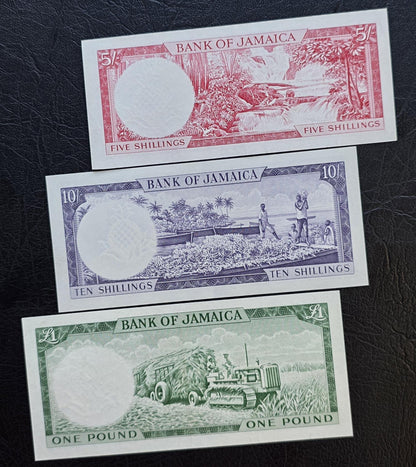 BANK OF JAMAICA
5/-
FIVE SHILLINGS
FIVE SHILLINGS
10/-
BANK OF JAMAICA
10/-
TEN SHILLINGS
TEN SHILLINGS
£1
BANK OF JAMAICA
£1
ONE POUND
ONE POUND